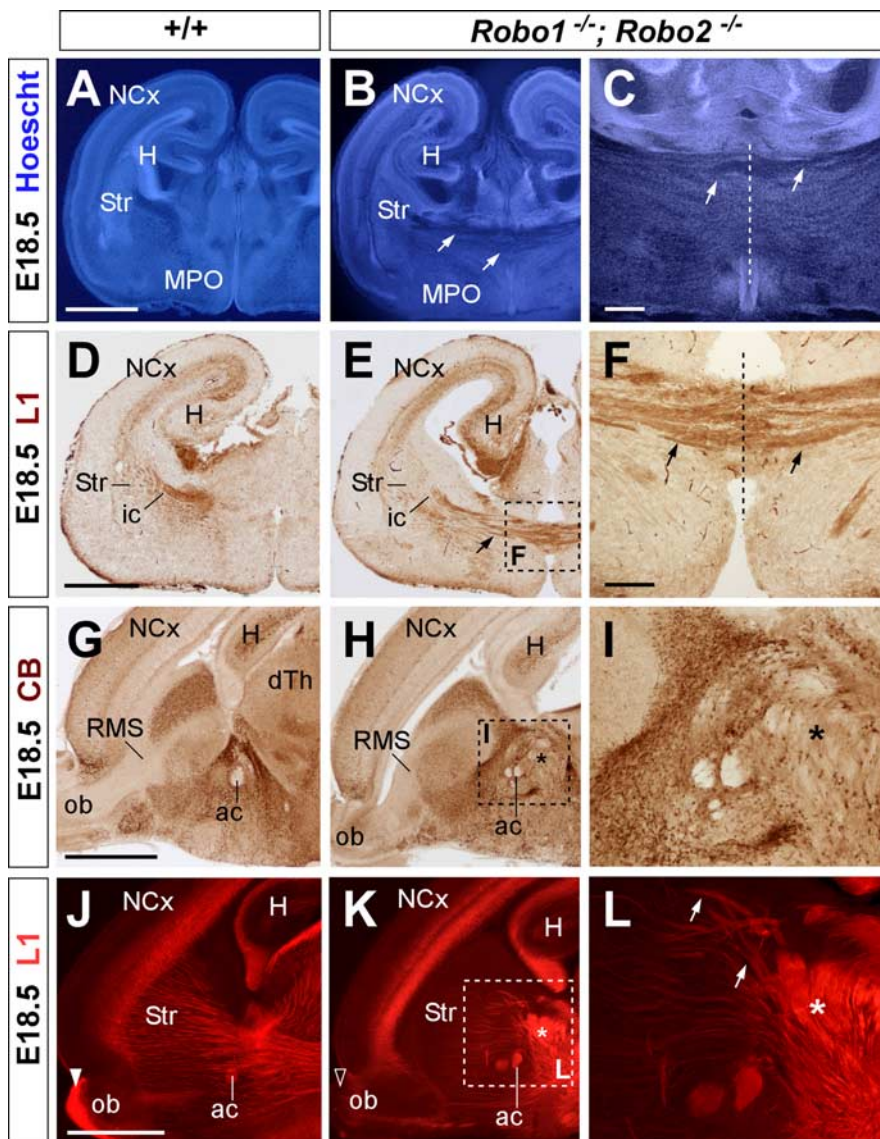 +/+
Robo1 -/-; Robo2 -/-
E18.5 Hoescht
A
NCx
H
Str
MPO
B
NCx
H
Str
MPO
C
E18.5 L1
D
NCx
H
Str
ic
E
NCx
H
Str
ic
F
F
E18.5 CB
G
NCx
H
dTh
RMS
ob
ac
H
NCx
H
RMS
I
*
ob
ac
I
*
E18.5 L1
J
NCx
H
Str
ob
ac
K
NCx
H
Str
*
L
ob
ac
L
*